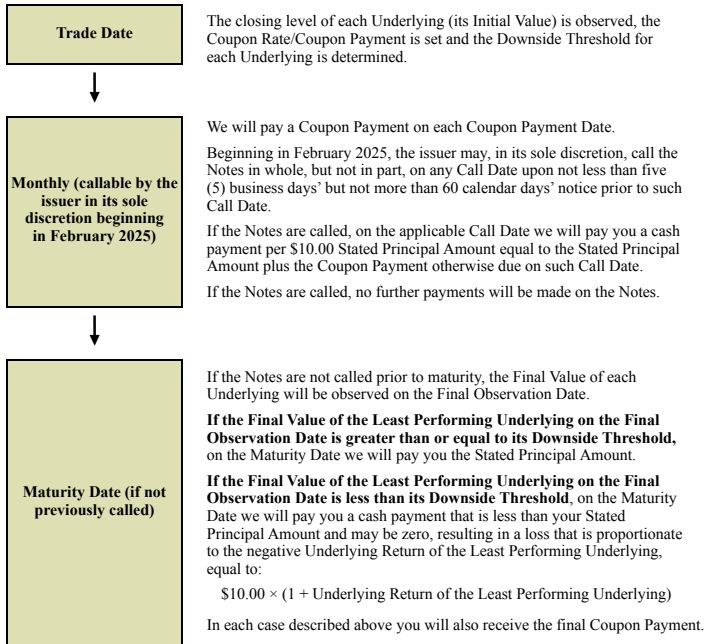 Trade Date
The closing level of each Underlying (its Initial Value) is observed, the
Coupon Rate/Coupon Payment is set and the Downside Threshold for
each Underlying is determined.
Monthly (callable by the
issuer in its sole
discretion beginning
in February 2025)
We will pay a Coupon Payment on each Coupon Payment Date.
Beginning in February 2025, the issuer may, in its sole discretion, call the
Notes in whole, but not in part, on any Call Date upon not less than five
(5) business days’ but not more than 60 calendar days’ notice prior to such
Call Date.
If the Notes are called, on the applicable Call Date we will pay you a cash
payment per $10.00 Stated Principal Amount equal to the Stated Principal
Amount plus the Coupon Payment otherwise due on such Call Date.
If the Notes are called, no further payments will be made on the Notes.
Maturity Date (if not
previously called)
If the Notes are not called prior to maturity, the Final Value of each
Underlying will be observed on the Final Observation Date.
If the Final Value of the Least Performing Underlying on the Final
Observation Date is greater than or equal to its Downside Threshold,
on the Maturity Date we will pay you the Stated Principal Amount.
If the Final Value of the Least Performing Underlying on the Final
Observation Date is less than its Downside Threshold, on the Maturity
Date we will pay you a cash payment that is less than your Stated
Principal Amount and may be zero, resulting in a loss that is proportionate
to the negative Underlying Return of the Least Performing Underlying,
equal to:
$10.00 × (1 + Underlying Return of the Least Performing Underlying)
In each case described above you will also receive the final Coupon Payment.